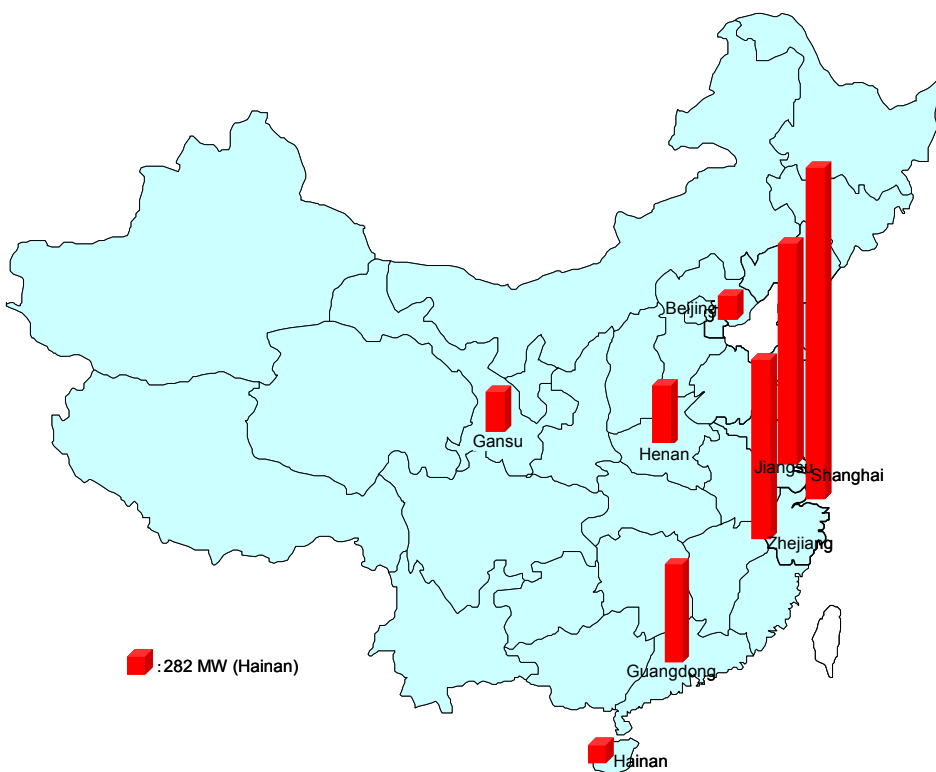 Beijing
Gansu
Henan
Jiangsu
Shanghai
Zhejiang
: 282 MW (Hainan)
Guangdong
Hainan